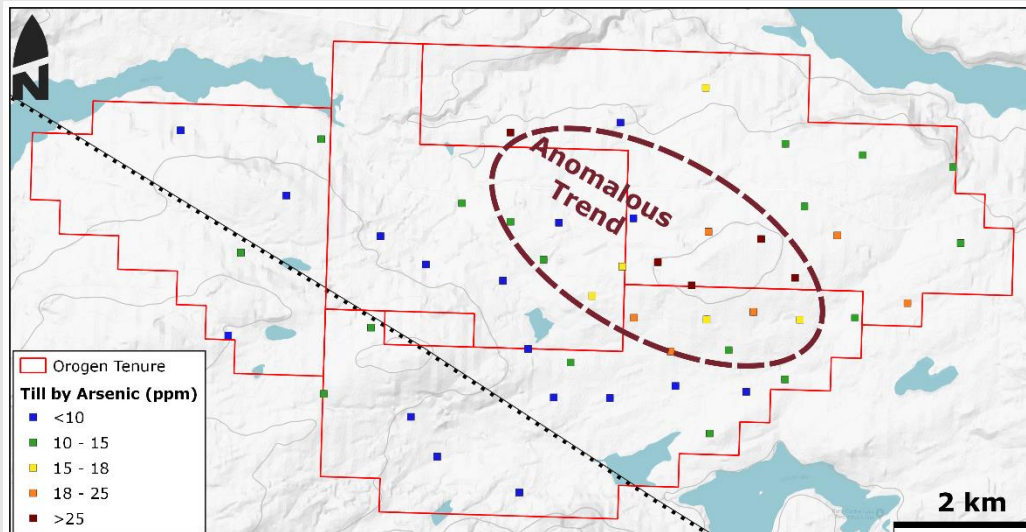 N
Anomalous
Trend
Orogen Tenure
Till by Arsenic (ppm)
<10
10 - 15
15 - 18
18 - 25
>25
2 km